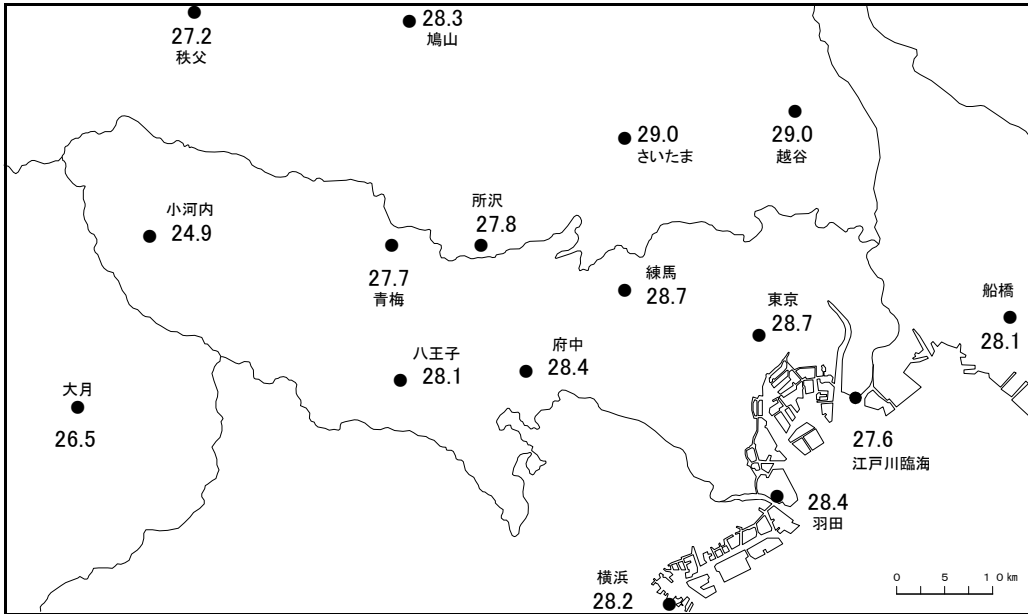 27.2
秩父
28.3
鳩山
29.0
さいたま
29.0
越谷
小河内
24.9
所沢
27.8
27.7
青梅
練馬
28.7
東京
28.7
船橋
28.1
八王子
28.1
府中
28.4
大月
26.5
27.6
江戸川臨海
28.4
羽田
横浜
28.2
0 5 10km